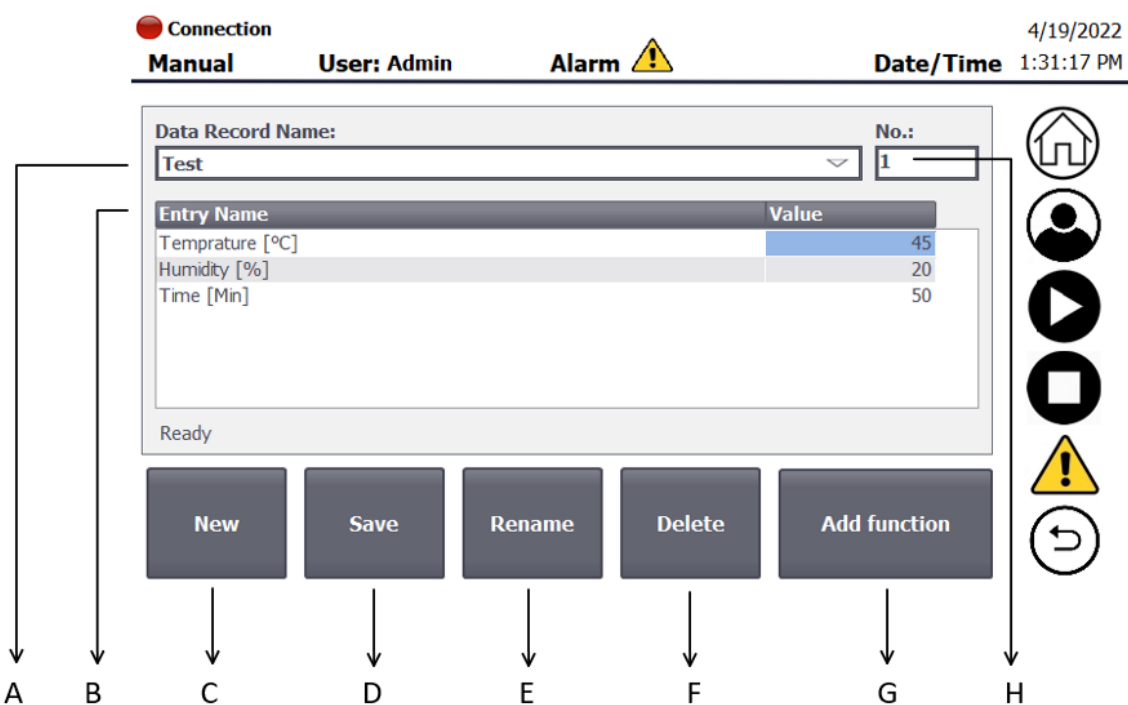 Connection
4/19/2022
Manual User: Admin Alarm Date/Time 1:31:17 PM
Data Record Name: No.:
Test 1
Entry Name Value
Temprature [ºC] 45
Humidity [%] 20
Time [Min] 50
Ready
New Save Rename Delete Add function
A B C D E F G H